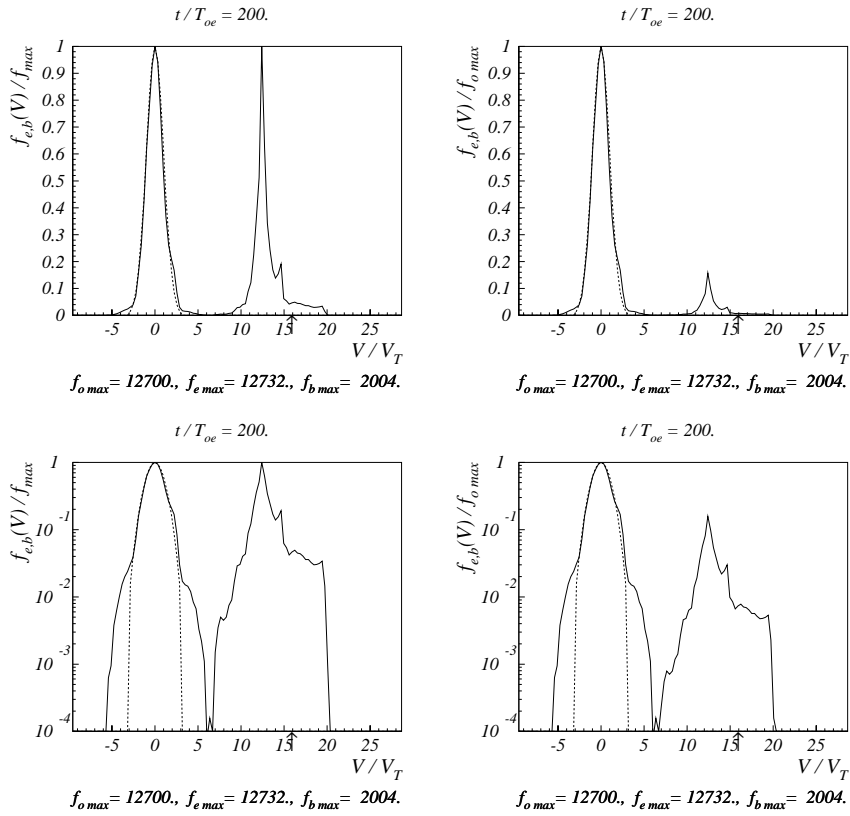 t / T_oe = 200.
f_e,b(V) / f_max
1
0.9
0.8
0.7
0.6
0.5
0.4
0.3
0.2
0.1
0
-5 0 5 10 15 20 25
V / V_T
f_o max= 12700., f_e max= 12732., f_b max= 2004.
t / T_oe = 200.
f_e,b(V) / f_o max
1
0.9
0.8
0.7
0.6
0.5
0.4
0.3
0.2
0.1
0
-5 0 5 10 15 20 25
V / V_T
f_o max= 12700., f_e max= 12732., f_b max= 2004.
t / T_oe = 200.
f_e,b(V) / f_max
1
10^-1
10^-2
10^-3
10^-4
-5 0 5 10 15 20 25
V / V_T
f_o max= 12700., f_e max= 12732., f_b max= 2004.
t / T_oe = 200.
f_e,b(V) / f_o max
1
10^-1
10^-2
10^-3
10^-4
-5 0 5 10 15 20 25
V / V_T
f_o max= 12700., f_e max= 12732., f_b max= 2004.